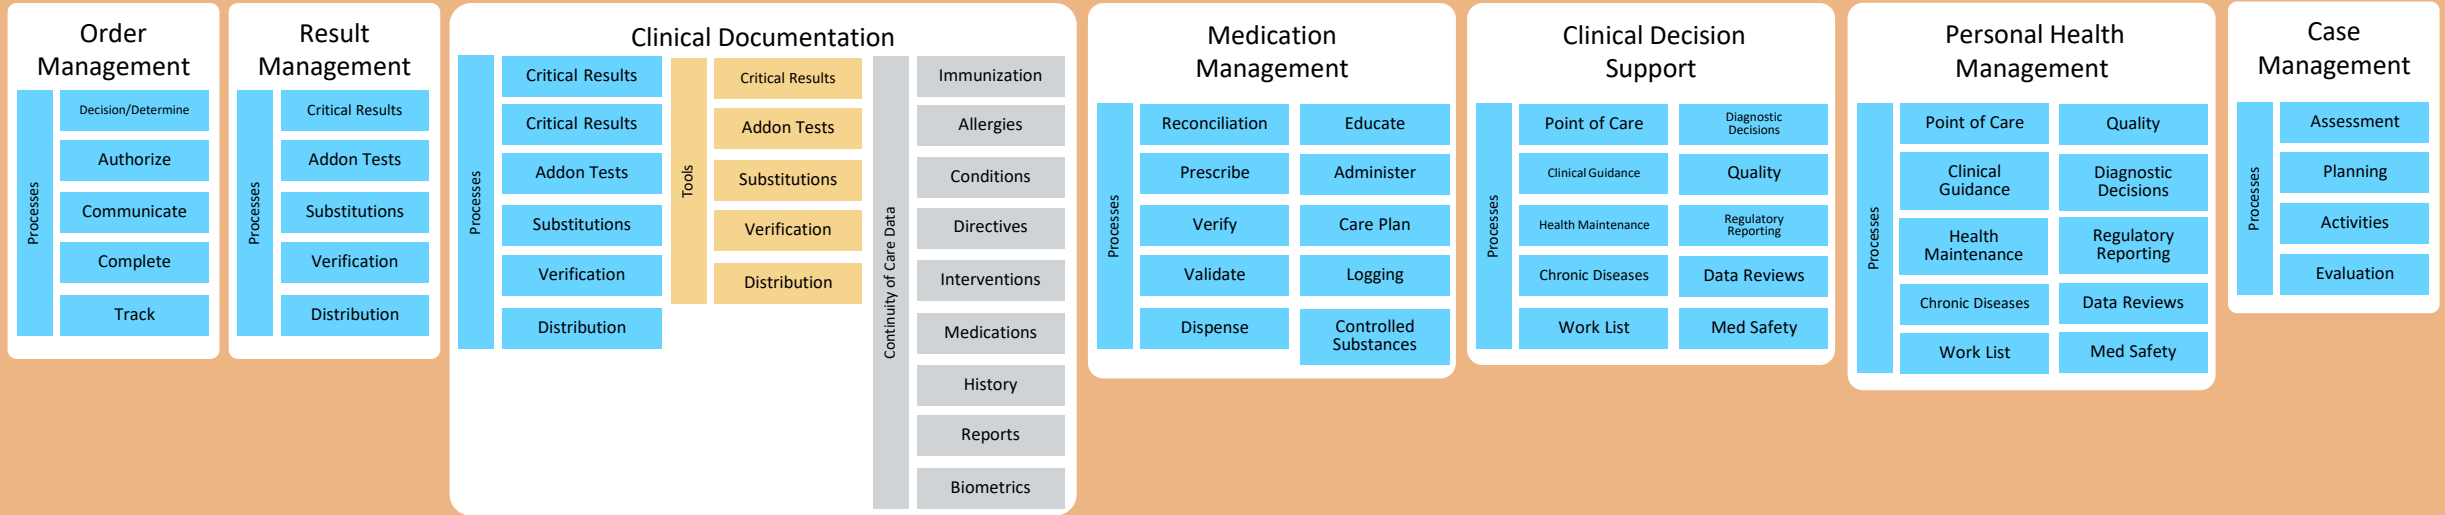 Order
Management
Processes
Decision/Determine
Authorize
Communicate
Complete
Track
Result
Management
Processes
Critical Results
Addon Tests
Substitutions
Verification
Distribution
Clinical Documentation
Processes
Critical Results
Critical Results
Addon Tests
Substitutions
Verification
Distribution
Tools
Critical Results
Addon Tests
Substitutions
Verification
Distribution
Continuity of Care Data
Immunization
Allergies
Conditions
Directives
Interventions
Medications
History
Reports
Biometrics
Medication
Management
Processes
Reconciliation
Prescribe
Verify
Validate
Dispense
Educate
Administer
Care Plan
Logging
Controlled
Substances
Clinical Decision
Support
Processes
Point of Care
Clinical Guidance
Health Maintenance
Chronic Diseases
Work List
Diagnostic
Decisions
Quality
Regulatory
Reporting
Data Reviews
Med Safety
Personal Health
Management
Processes
Point of Care
Clinical
Guidance
Health
Maintenance
Chronic Diseases
Work List
Quality
Diagnostic
Decisions
Regulatory
Reporting
Data Reviews
Med Safety
Case
Management
Processes
Assessment
Planning
Activities
Evaluation